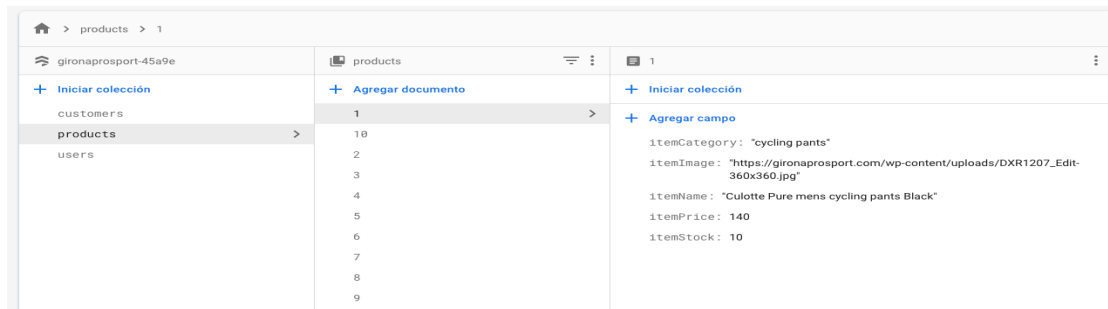 products > 1
gironaprosport-45a9e
products
1
+ Iniciar colección
+ Agregar documento
+ Iniciar colección
customers
products >
users
1 >
10
2
3
4
5
6
7
8
9
+ Agregar campo
itemCategory: "cycling pants"
itemImage: "https://gironaprosport.com/wp-content/uploads/DXR1207_Edit-
360x360.jpg"
itemName: "Culotte Pure mens cycling pants Black"
itemPrice: 140
itemStock: 10